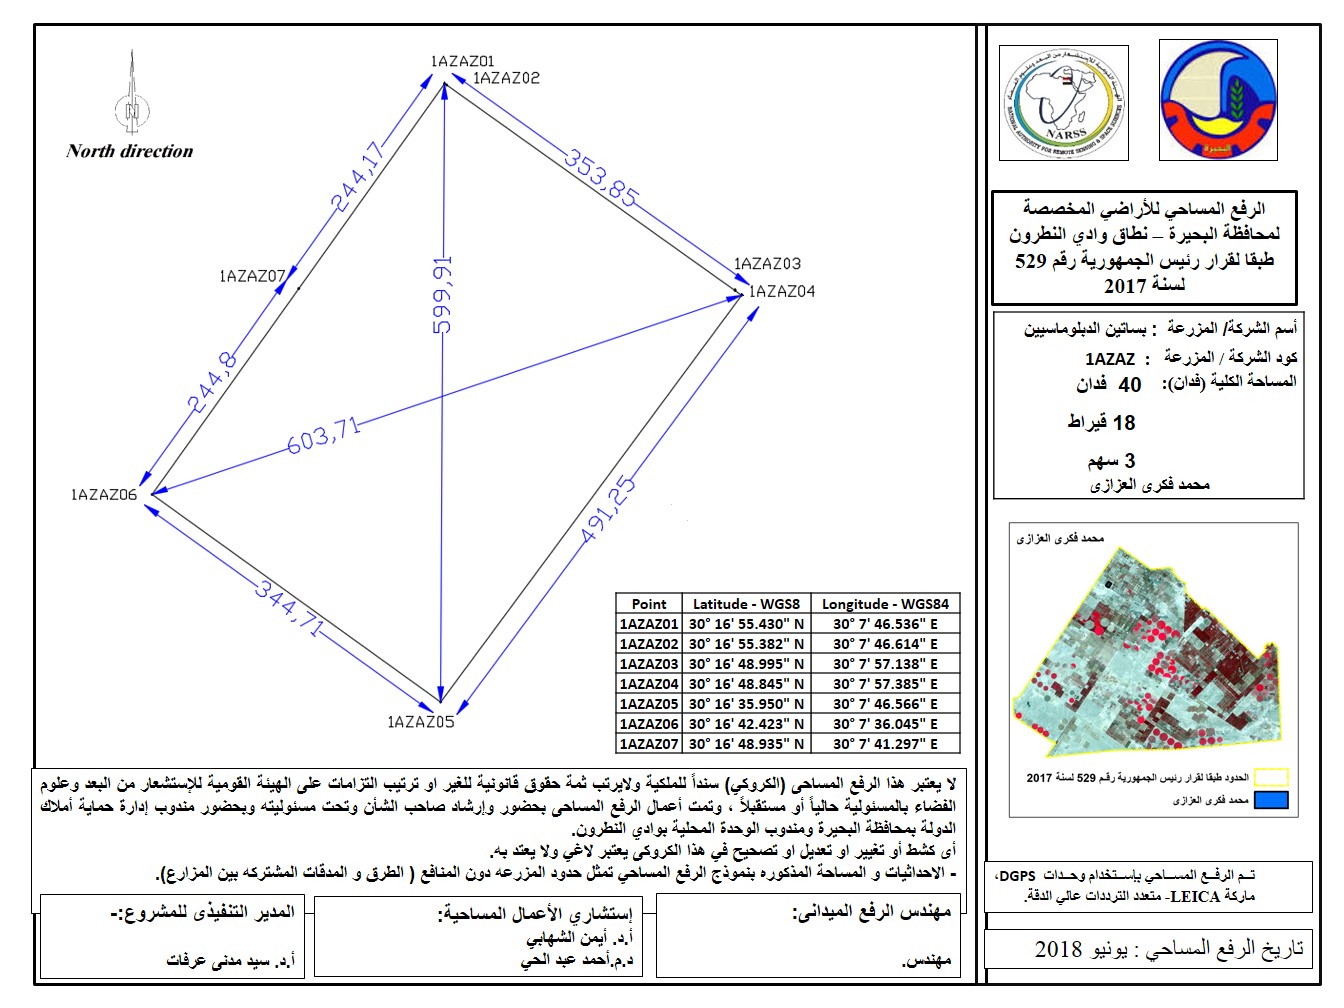 North direction
1AZAZ01
1AZAZ02
244,17
353,85
1AZAZ03
1AZAZ04
1AZAZ07
599,91
244,8
603,71
1AZAZ06
491,25
344,71
1AZAZ05
Point Latitude - WGS8 Longitude - WGS84
1AZAZ01 30° 16' 55.430" N 30° 7' 46.536" E
1AZAZ02 30° 16' 55.382" N 30° 7' 46.614" E
1AZAZ03 30° 16' 48.995" N 30° 7' 57.138" E
1AZAZ04 30° 16' 48.845" N 30° 7' 57.385" E
1AZAZ05 30° 16' 35.950" N 30° 7' 46.566" E
1AZAZ06 30° 16' 42.423" N 30° 7' 36.045" E
1AZAZ07 30° 16' 48.935" N 30° 7' 41.297" E
NARSS
NATIONAL AUTHORITY FOR REMOTE SENSING & SPACE SCIENCES
البحيرة
الرفع المساحي للأراضي المخصصة
لمحافظة البحيرة – نطاق وادي النطرون
طبقا لقرار رئيس الجمهورية رقم 529
لسنة 2017
أسم الشركة/ المزرعة : بساتين الدبلوماسيين
كود الشركة / المزرعة : 1AZAZ
المساحة الكلية (فدان): 40 فدان
18 قيراط
3 سهم
محمد فكرى العزازى
محمد فكرى العزازى
الحدود طبقا لقرار رئيس الجمهورية رقم 529 لسنة 2017
محمد فكرى العزازى
تـم الرفـع المسـاحي بإستخدام وحدات DGPS،
ماركة LEICA- متعدد الترددات عالي الدقة.
تاريخ الرفع المساحي : يونيو 2018
لا يعتبر هذا الرفع المساحى (الكروكي) سنداً للملكية ولايرتب ثمة حقوق قانونية للغير او ترتيب التزامات على الهيئة القومية للإستشعار من البعد وعلوم
الفضاء بالمسئولية حالياً أو مستقبلاً ، وتمت أعمال الرفع المساحى بحضور وإرشاد صاحب الشأن وتحت مسئوليته وبحضور مندوب إدارة حماية أملاك
الدولة بمحافظة البحيرة ومندوب الوحدة المحلية بوادي النطرون.
أى كشط أو تغيير او تعديل او تصحيح في هذا الكروكى يعتبر لاغي ولا يعتد به.
- الاحداثيات و المساحة المذكوره بنموذج الرفع المساحي تمثل حدود المزرعه دون المنافع ( الطرق و المدقات المشتركه بين المزارع).
مهندس الرفع الميدانى:
مهندس.
إستشاري الأعمال المساحية:
أ.د. أيمن الشهابي
د.م.أحمد عبد الحي
المدير التنفيذى للمشروع:-
أ.د. سيد مدنى عرفات